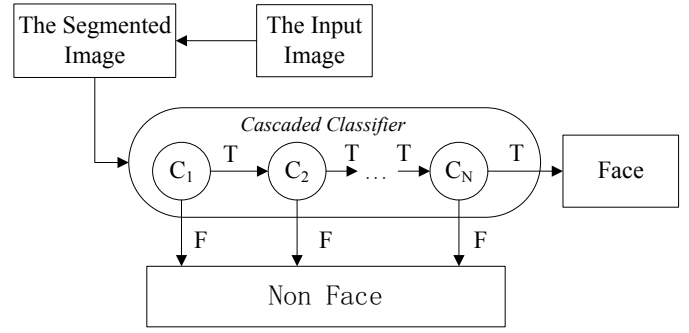 The Segmented
Image
The Input
Image
Cascaded Classifier
C1 T C2 T ... T CN T
Face
F F F
Non Face